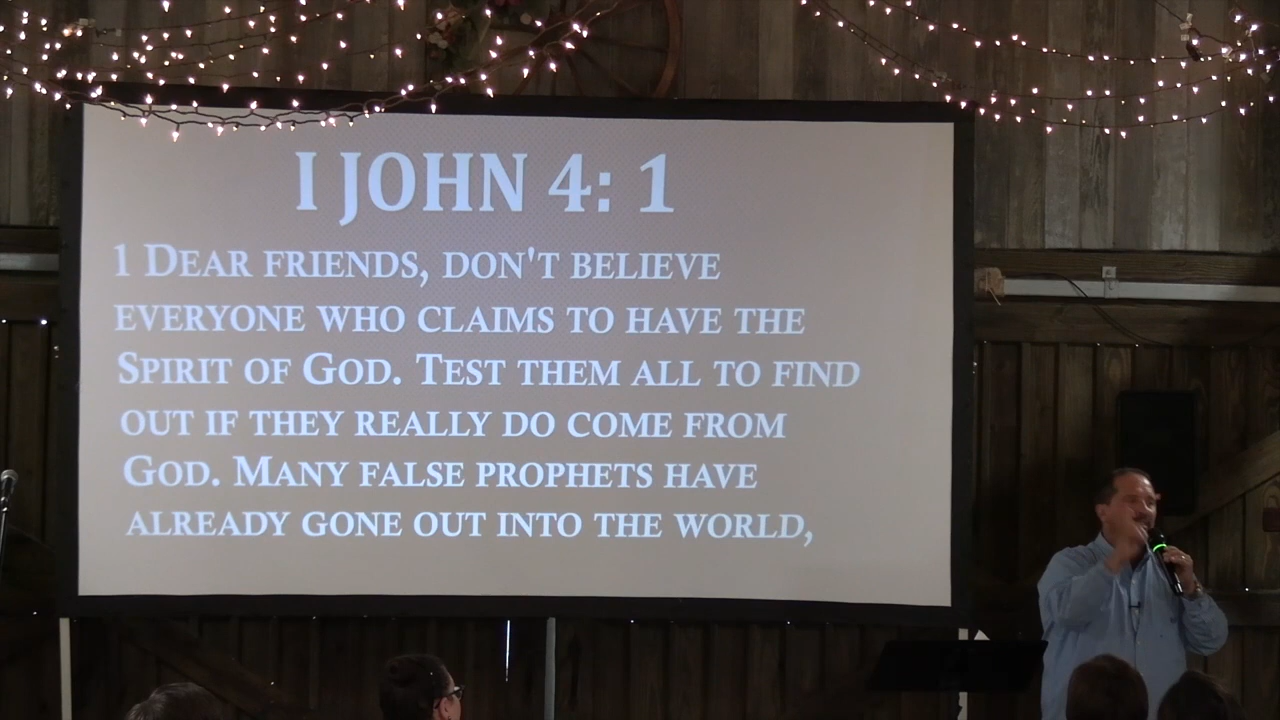 I JOHN 4: 1
1 DEAR FRIENDS, DON'T BELIEVE
EVERYONE WHO CLAIMS TO HAVE THE
SPIRIT OF GOD. TEST THEM ALL TO FIND
OUT IF THEY REALLY DO COME FROM
GOD. MANY FALSE PROPHETS HAVE
ALREADY GONE OUT INTO THE WORLD,